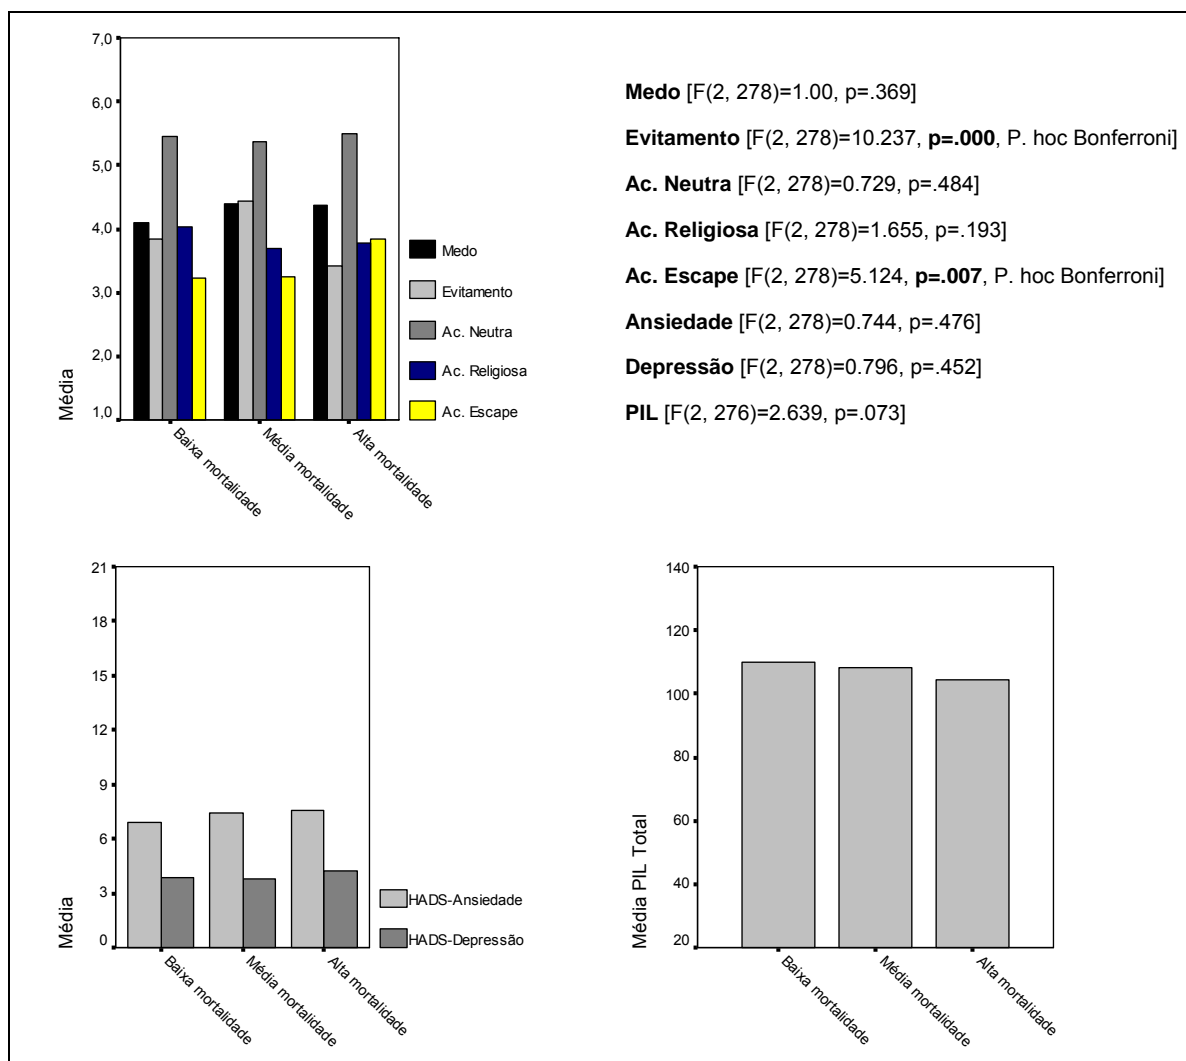 7,0
6,0
5,0
4,0
3,0
2,0
1,0
Média
Baixa mortalidade
Média mortalidade
Alta mortalidade
Medo
Evitamento
Ac. Neutra
Ac. Religiosa
Ac. Escape
Medo [F(2, 278)=1.00, p=.369]
Evitamento [F(2, 278)=10.237, p=.000, P. hoc Bonferroni]
Ac. Neutra [F(2, 278)=0.729, p=.484]
Ac. Religiosa [F(2, 278)=1.655, p=.193]
Ac. Escape [F(2, 278)=5.124, p=.007, P. hoc Bonferroni]
Ansiedade [F(2, 278)=0.744, p=.476]
Depressão [F(2, 278)=0.796, p=.452]
PIL [F(2, 276)=2.639, p=.073]
21
18
15
12
9
6
3
0
Média
Baixa mortalidade
Média mortalidade
Alta mortalidade
HADS-Ansiedade
HADS-Depressão
140
120
100
80
60
40
20
Média PIL Total
Baixa mortalidade
Média mortalidade
Alta mortalidade